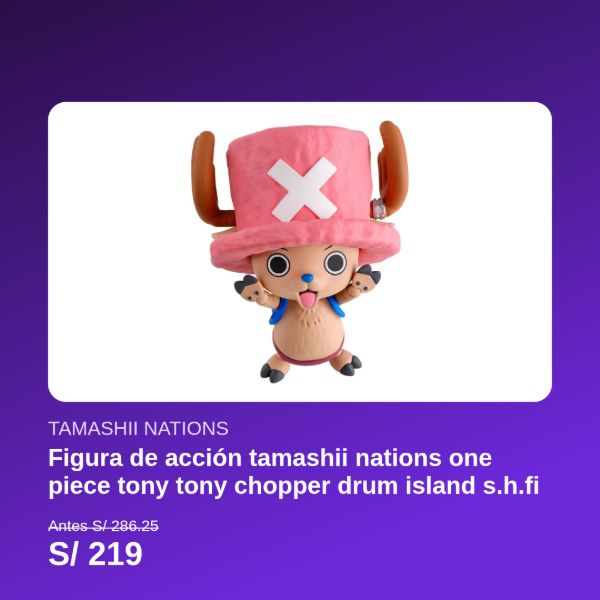 TAMASHII NATIONS
Figura de acción tamashii nations one
piece tony tony chopper drum island s.h.fi
Antes S/ 286.25
S/ 219